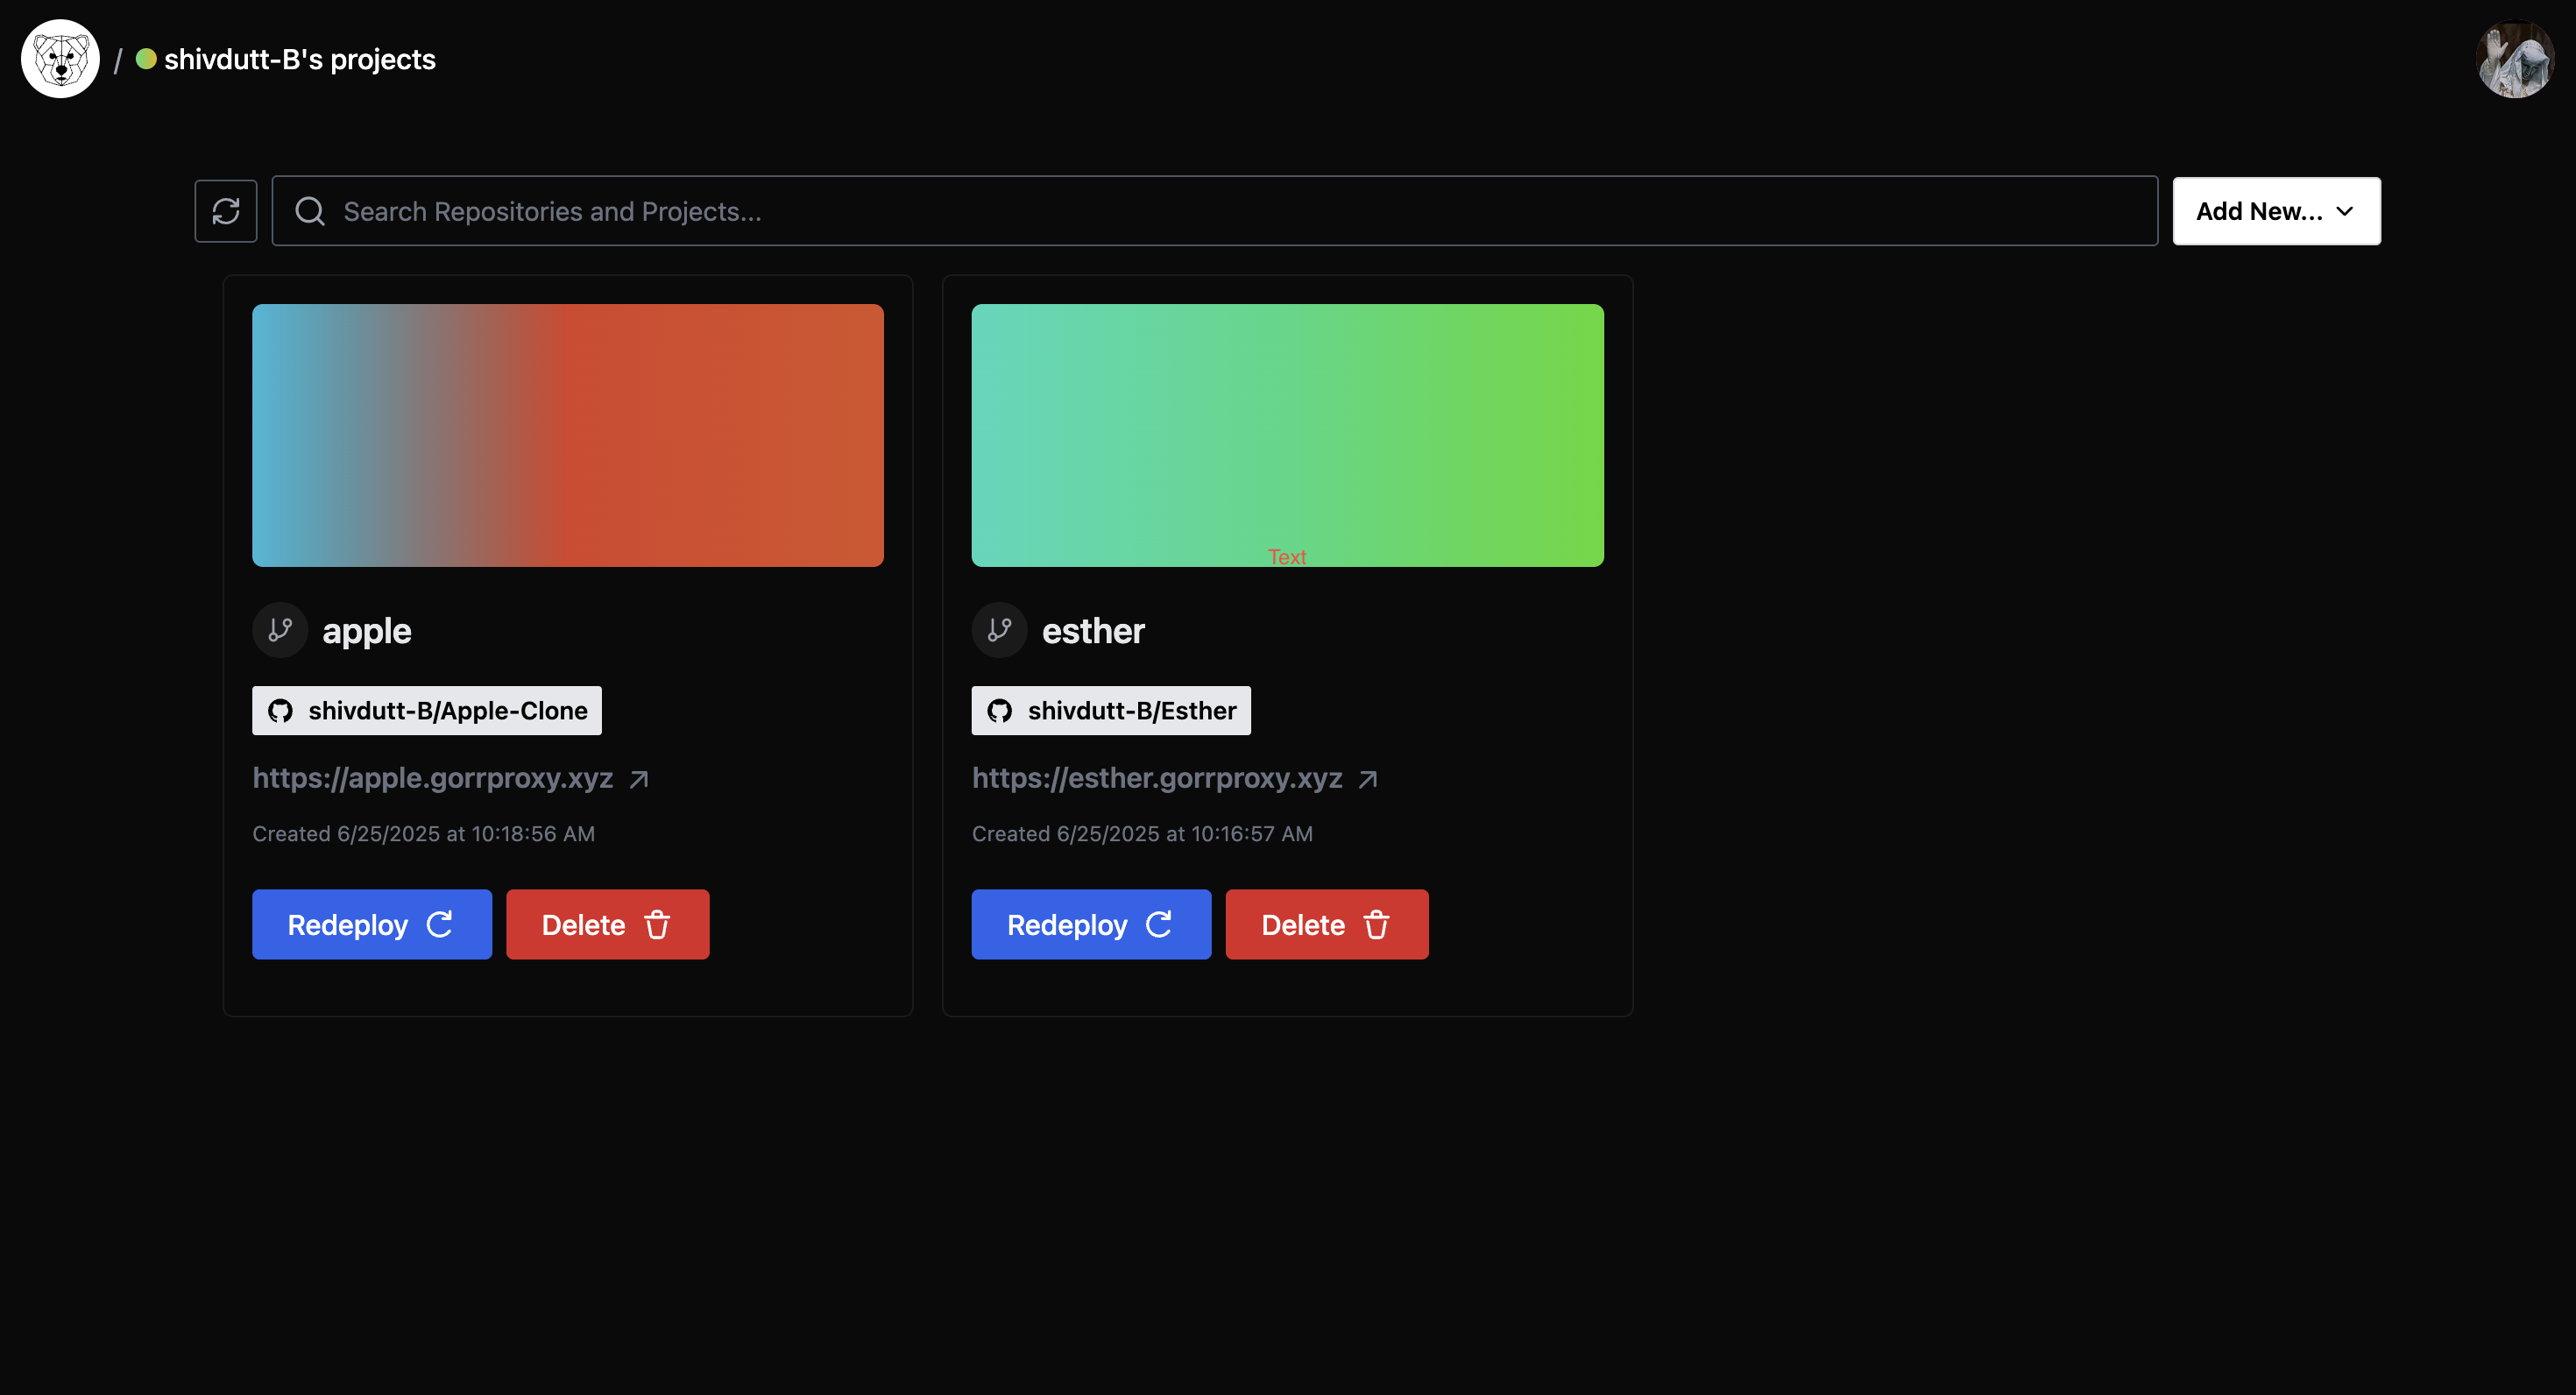 / shivdutt-B's projects
Search Repositories and Projects...
Add New...
Text
apple
esther
shivdutt-B/Apple-Clone
shivdutt-B/Esther
https://apple.gorrproxy.xyz
https://esther.gorrproxy.xyz
Created 6/25/2025 at 10:18:56 AM
Created 6/25/2025 at 10:16:57 AM
Redeploy
Delete
Redeploy
Delete